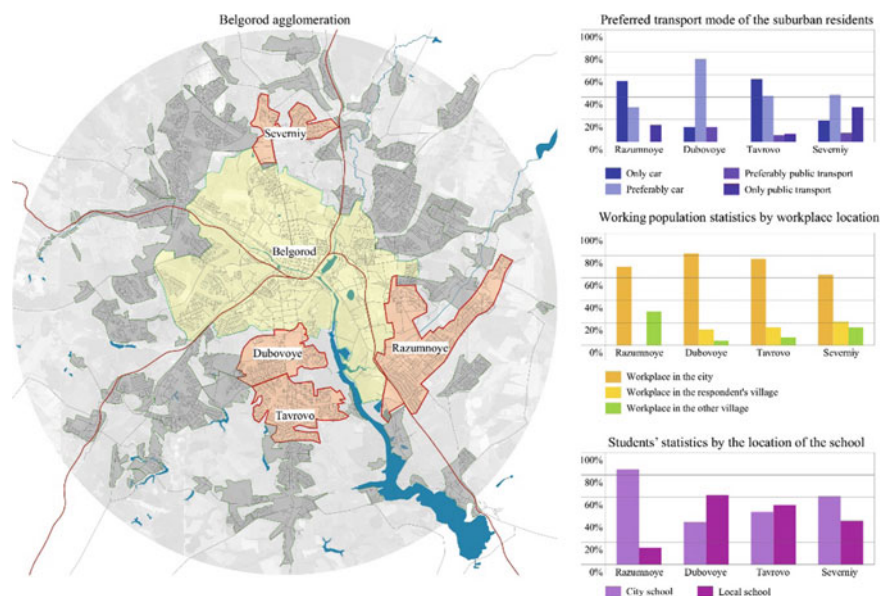 Belgorod agglomeration
Severniy
Belgorod
Dubovoye
Razumnoye
Tavrovo
Preferred transport mode of the suburban residents
100%
80%
60%
40%
20%
0%
Razumnoye Dubovoye Tavrovo Severniy
Only car Preferably public transport
Preferably car Only public transport
Working population statistics by workplace location
100%
80%
60%
40%
20%
0%
Razumnoye Dubovoye Tavrovo Severniy
Workplace in the city
Workplace in the respondent's village
Workplace in the other village
Students' statistics by the location of the school
100%
80%
60%
40%
20%
0%
Razumnoye Dubovoye Tavrovo Severniy
City school Local school